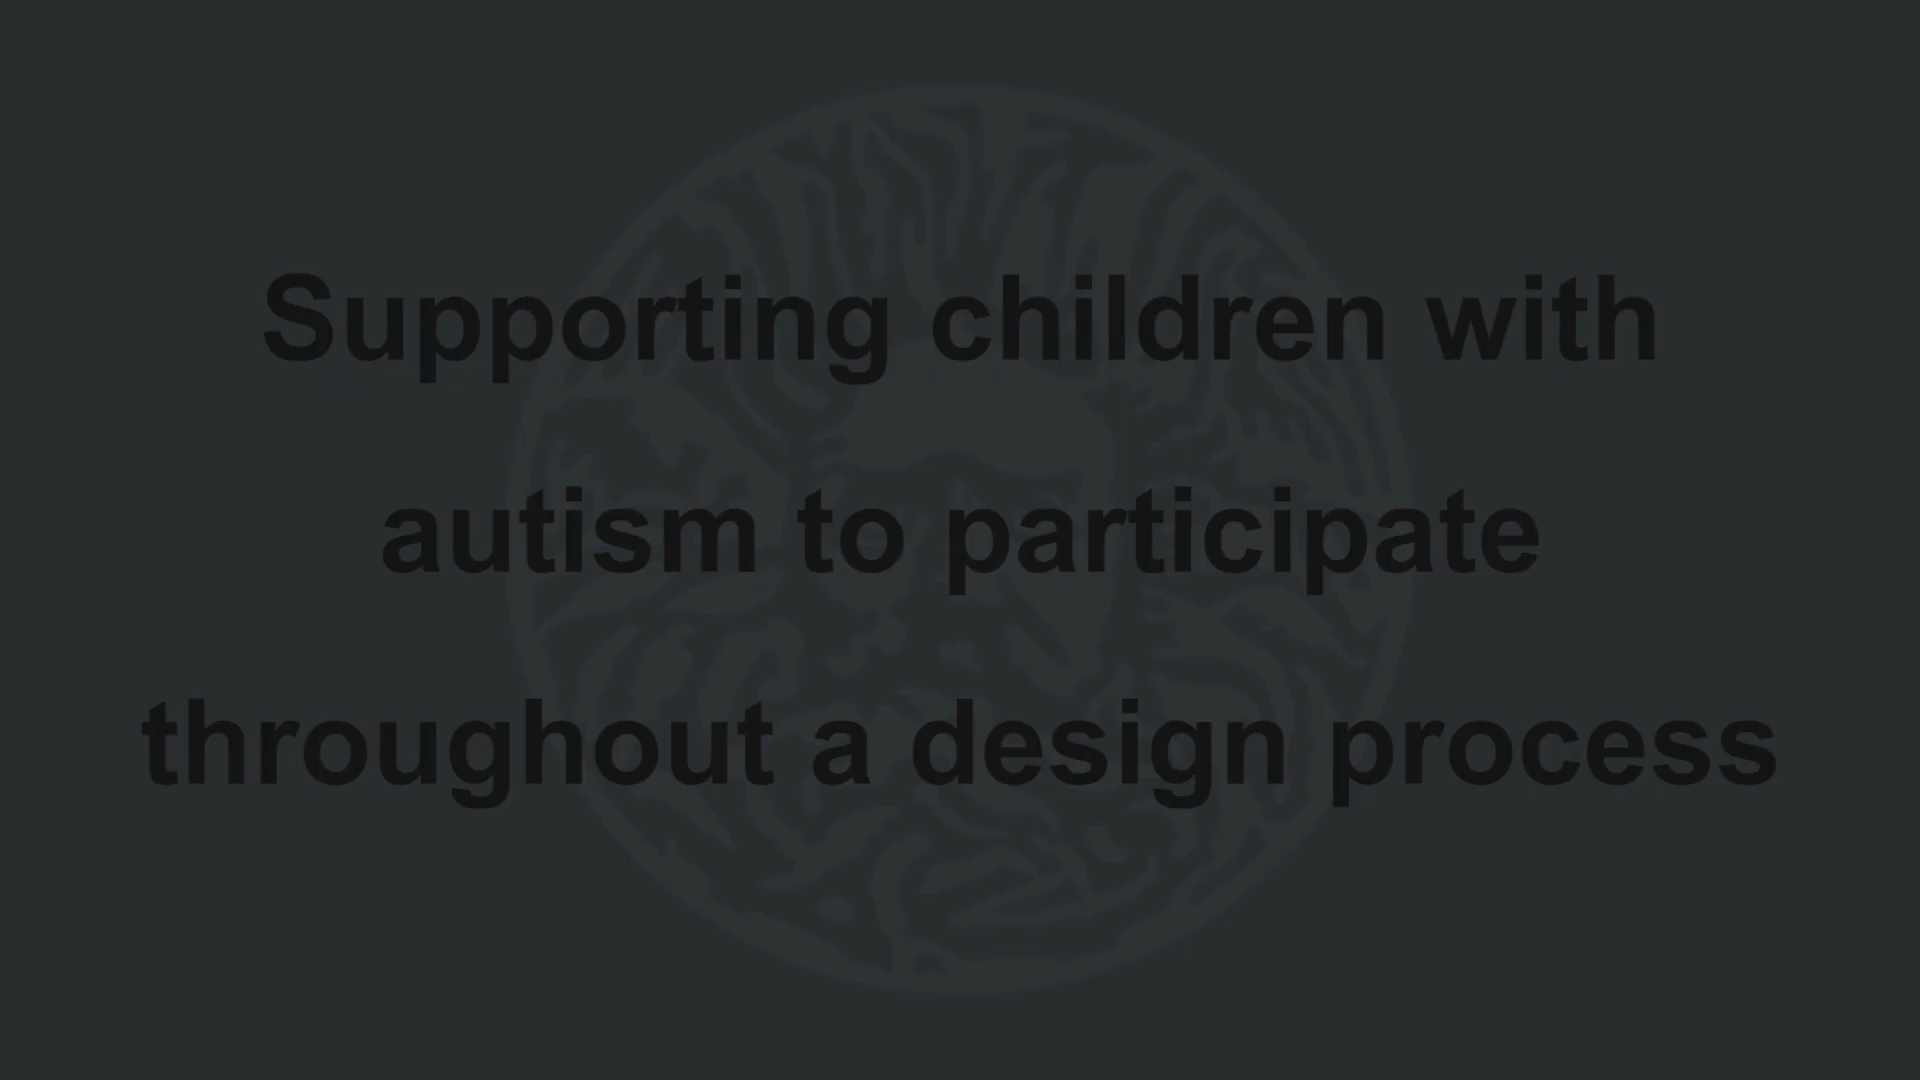 Supporting children with
autism to participate
throughout a design process